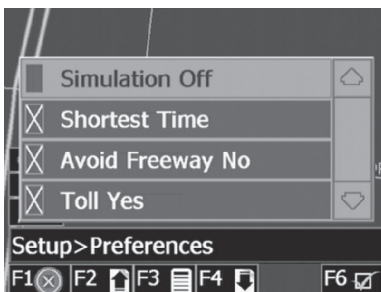 Simulation Off
Shortest Time
Avoid Freeway No
Toll Yes
Setup>Preferences
F1 F2 F3 F4 F6